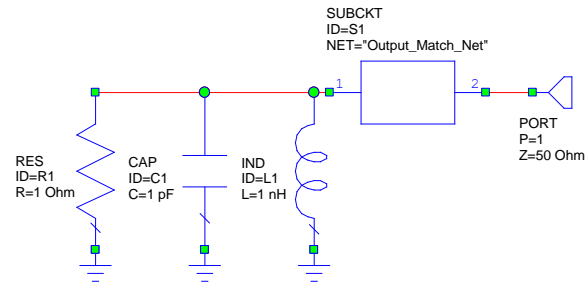 SUBCKT
ID=S1
NET="Output_Match_Net"
1
2
RES
ID=R1
R=1 Ohm
CAP
ID=C1
C=1 pF
IND
ID=L1
L=1 nH
PORT
P=1
Z=50 Ohm